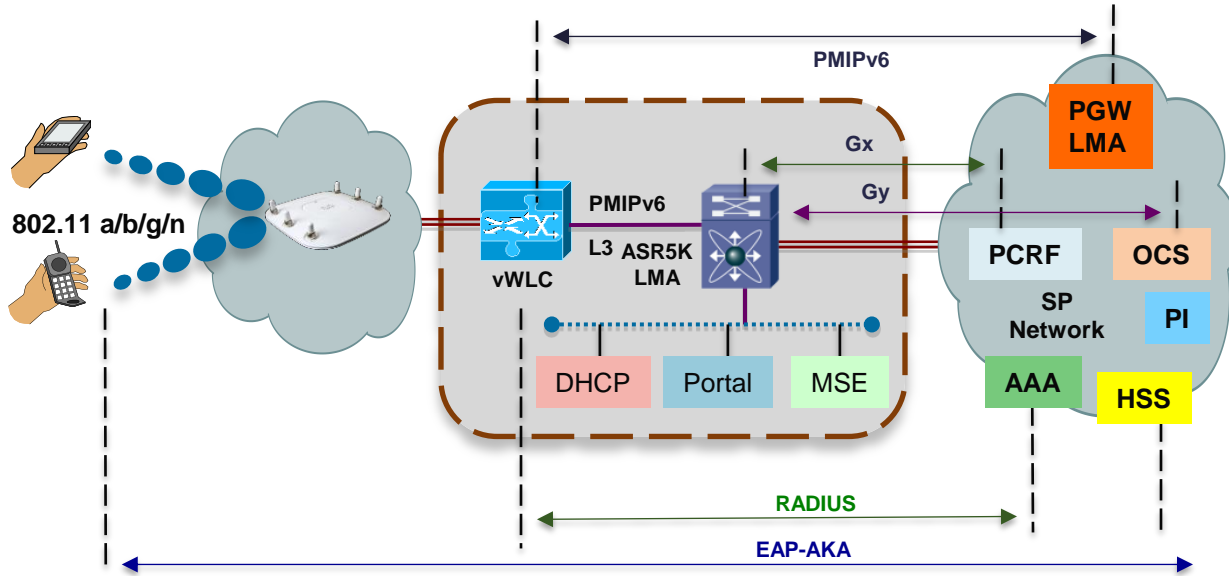 PMIPv6
PGW
LMA
Gx
Gy
802.11 a/b/g/n
PMIPv6
L3
ASR5K
LMA
vWLC
PCRF
OCS
SP
Network
PI
DHCP
Portal
MSE
AAA
HSS
RADIUS
EAP-AKA